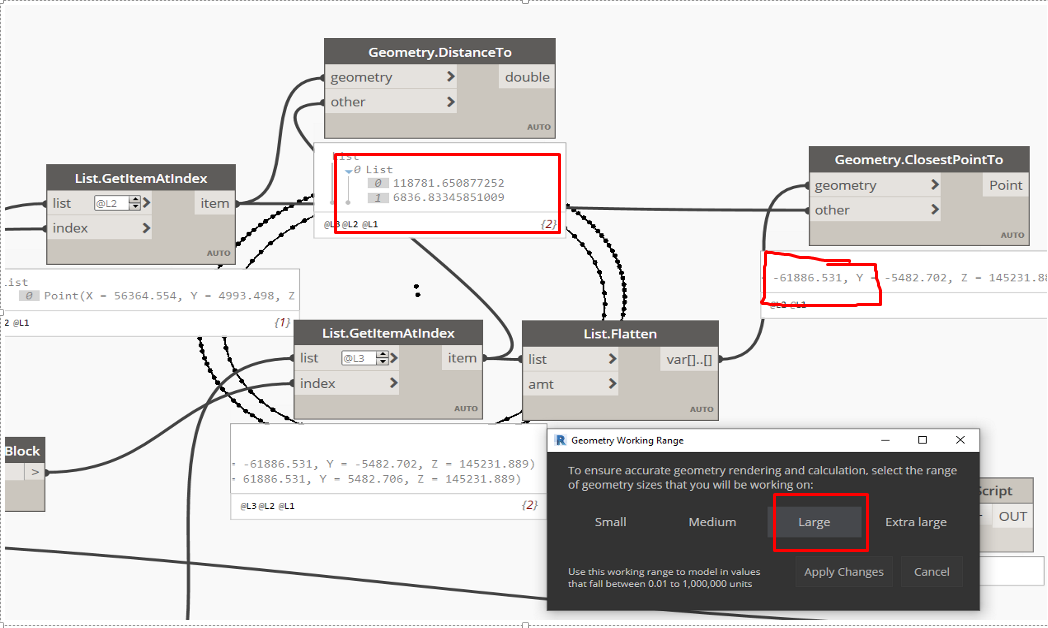 Geometry.DistanceTo
geometry > double
other >
AUTO
List
0 List
0 118781.650877252
1 6836.83345851009
@L3 @L2 @L1 {2}
List.GetItemAtIndex
list @L2 > item
index >
AUTO
List
0 Point(X = 56364.554, Y = 4993.498, Z
2 @L1 {1}
Geometry.ClosestPointTo
geometry > Point
other >
AUTO
-61886.531, Y = -5482.702, Z = 145231.88
@L2 @L1
List.GetItemAtIndex
list @L3 > item
index >
AUTO
List.Flatten
list > var[]..[]
amt >
AUTO
Block
>
-61886.531, Y = -5482.702, Z = 145231.889)
61886.531, Y = 5482.706, Z = 145231.889)
@L3 @L2 @L1 {2}
Script
OUT
R Geometry Working Range
To ensure accurate geometry rendering and calculation, select the range
of geometry sizes that you will be working on:
Small Medium Large Extra large
Use this working range to model in values
that fall between 0.01 to 1,000,000 units
Apply Changes Cancel